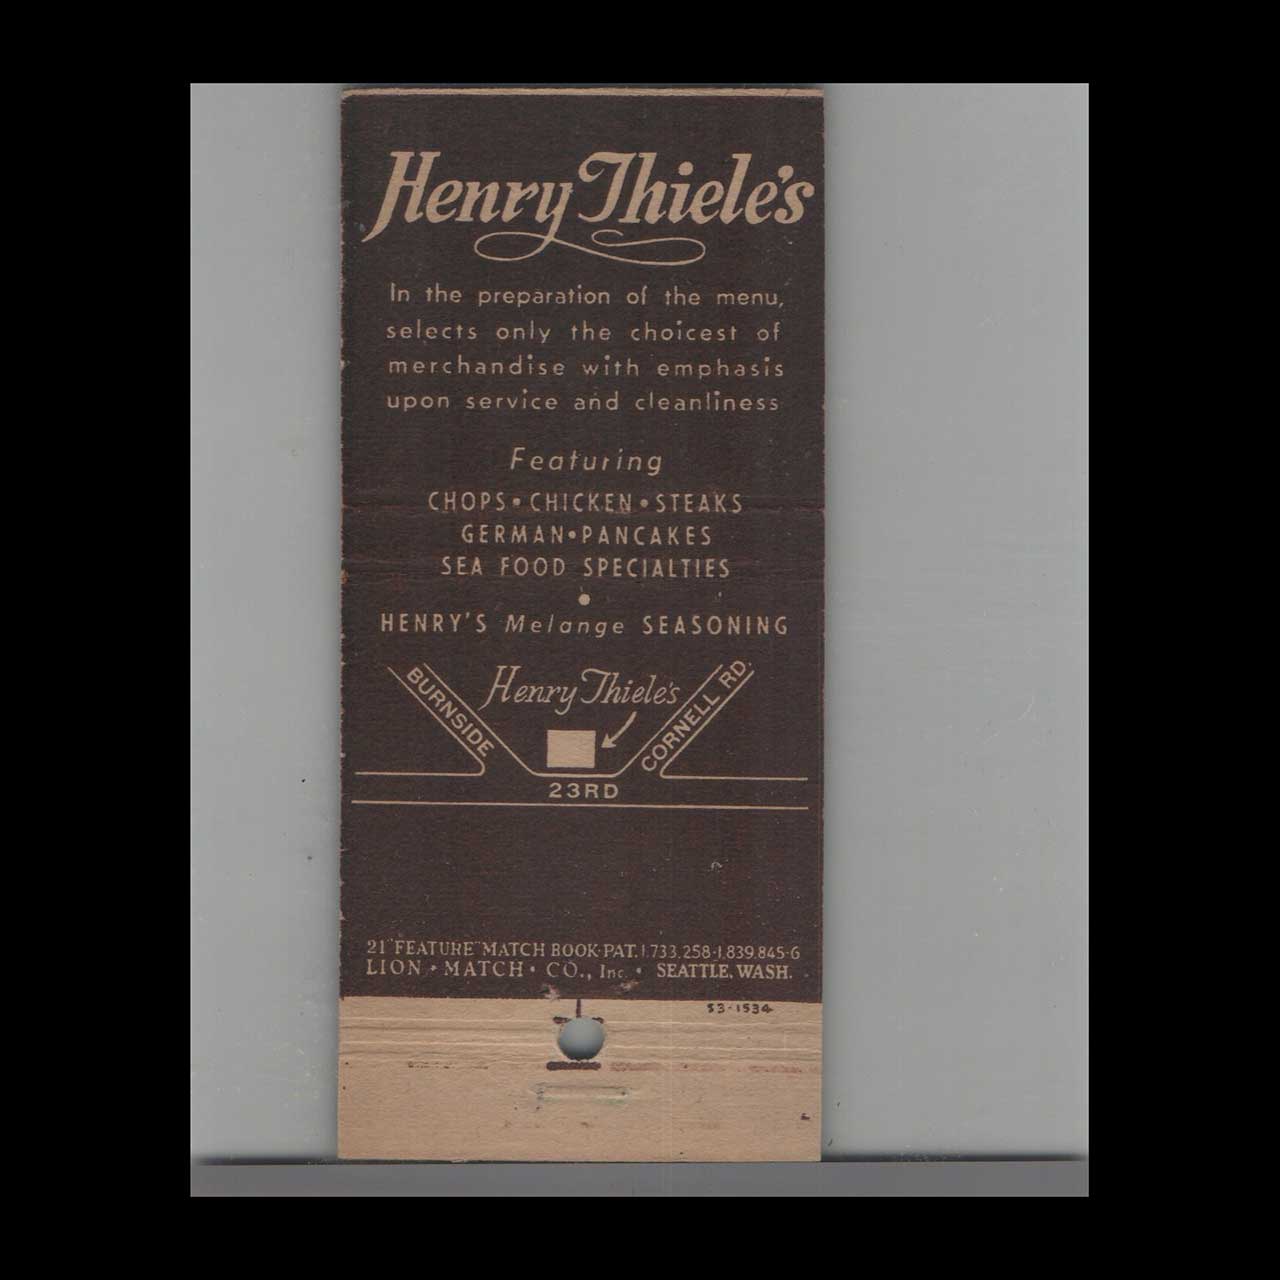 Henry Thiele's
In the preparation of the menu,
selects only the choicest of
merchandise with emphasis
upon service and cleanliness
Featuring
CHOPS • CHICKEN • STEAKS
GERMAN • PANCAKES
SEA FOOD SPECIALTIES
•
HENRY'S Melange SEASONING
Henry Thiele's
BURNSIDE
CORNELL RD.
23RD
21 "FEATURE" MATCH BOOK·PAT. 1.733.258-1.839.845-6
LION • MATCH • CO., Inc. • SEATTLE, WASH.
53-1534